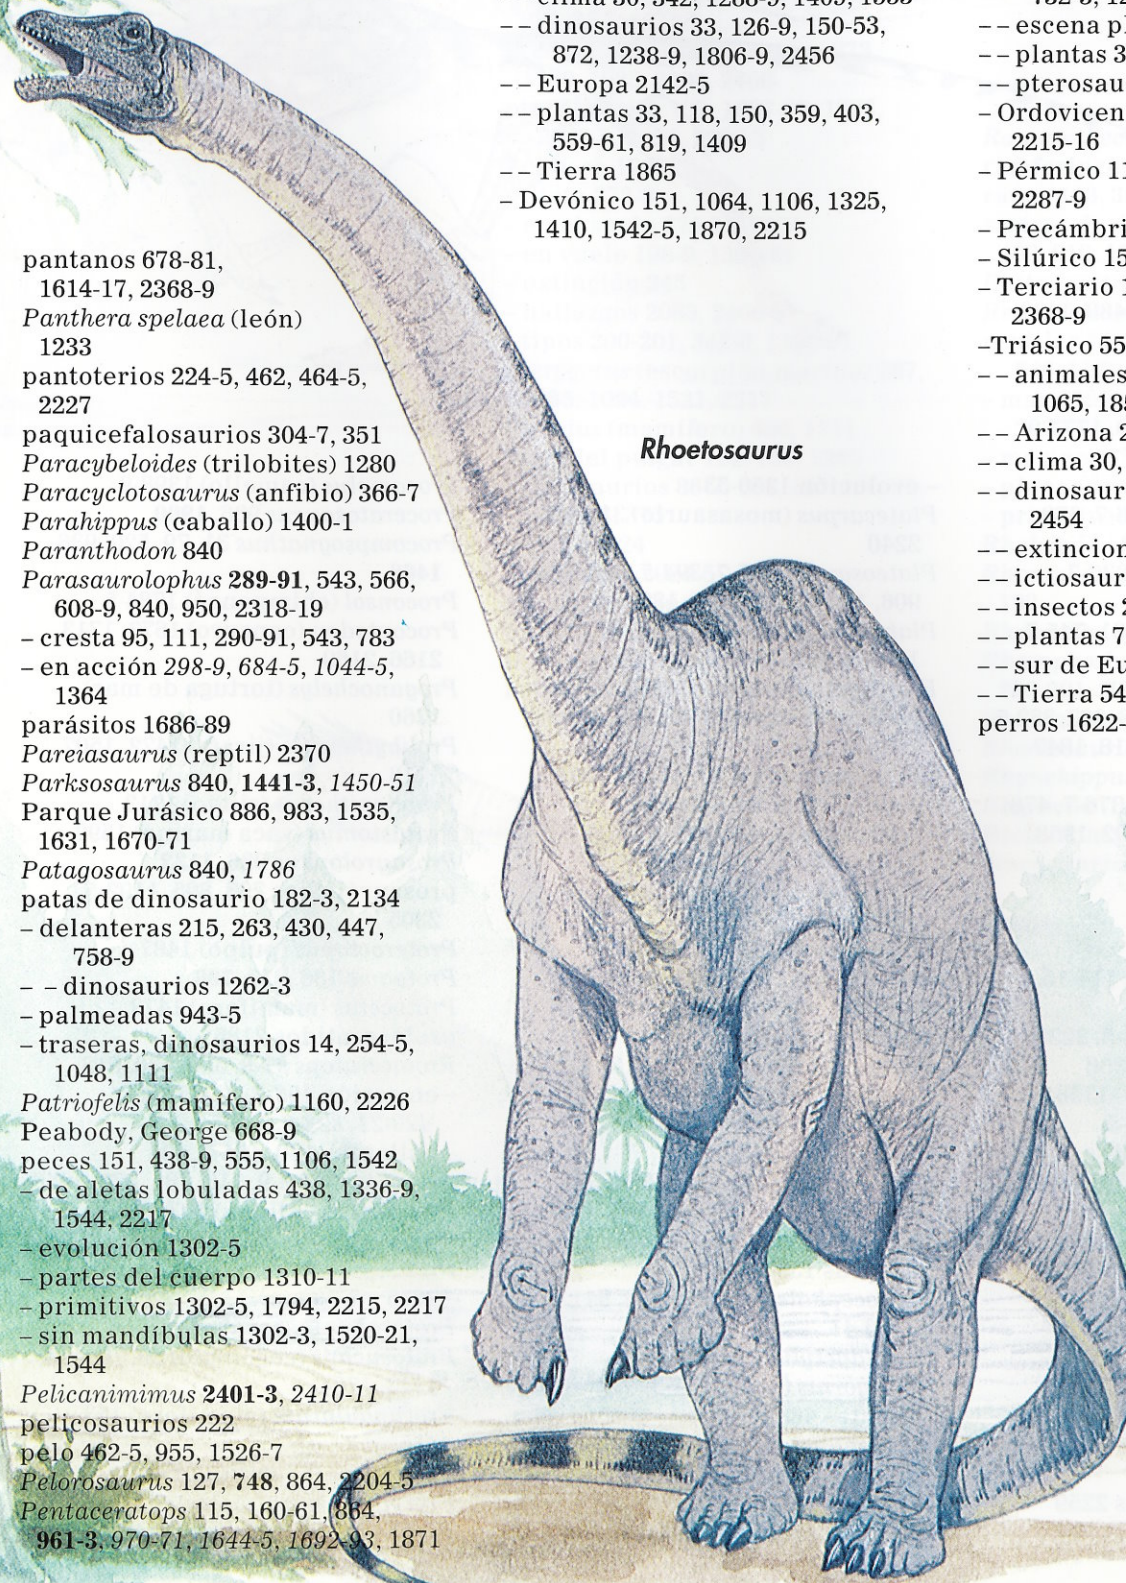 pantanos 678-81,
1614-17, 2368-9
Panthera spelaea (león)
1233
pantoterios 224-5, 462, 464-5,
2227
paquicefalosaurios 304-7, 351
Paracybeloides (trilobites) 1280
Paracyclotosaurus (anfibio) 366-7
Parahippus (caballo) 1400-1
Paranthodon 840
Parasaurolophus 289-91, 543, 566,
608-9, 840, 950, 2318-19
– cresta 95, 111, 290-91, 543, 783
– en acción 298-9, 684-5, 1044-5,
1364
parásitos 1686-89
Pareiasaurus (reptil) 2370
Parksosaurus 840, 1441-3, 1450-51
Parque Jurásico 886, 983, 1535,
1631, 1670-71
Patagosaurus 840, 1786
patas de dinosaurio 182-3, 2134
– delanteras 215, 263, 430, 447,
758-9
– – dinosaurios 1262-3
– palmeadas 943-5
– traseras, dinosaurios 14, 254-5,
1048, 1111
Patriofelis (mamífero) 1160, 2226
Peabody, George 668-9
peces 151, 438-9, 555, 1106, 1542
– de aletas lobuladas 438, 1336-9,
1544, 2217
– evolución 1302-5
– partes del cuerpo 1310-11
– primitivos 1302-5, 1794, 2215, 2217
– sin mandíbulas 1302-3, 1520-21,
1544
Pelicanimimus 2401-3, 2410-11
pelicosaurios 222
pelo 462-5, 955, 1526-7
Pelorosaurus 127, 748, 864, 2204-5
Pentaceratops 115, 160-61, 864,
961-3, 970-71, 1644-5, 1692-93, 1871
– – dinosaurios 33, 126-9, 150-53,
872, 1238-9, 1806-9, 2456
– – Europa 2142-5
– – plantas 33, 118, 150, 359, 403,
559-61, 819, 1409
– – Tierra 1865
– Devónico 151, 1064, 1106, 1325,
1410, 1542-5, 1870, 2215
Rhoetosaurus
– – escena
– – plantas
– – pterosau
– Ordovicen
2215-16
– Pérmico
2287-9
– Precámbri
– Silúrico
– Terciario
2368-9
–Triásico
– – animales
1065,
– – Arizona
– – clima 30,
– – dinosaur
2454
– – extincion
– – ictiosaur
– – insectos
– – plantas
– – sur de
– – Tierra
perros 1622-